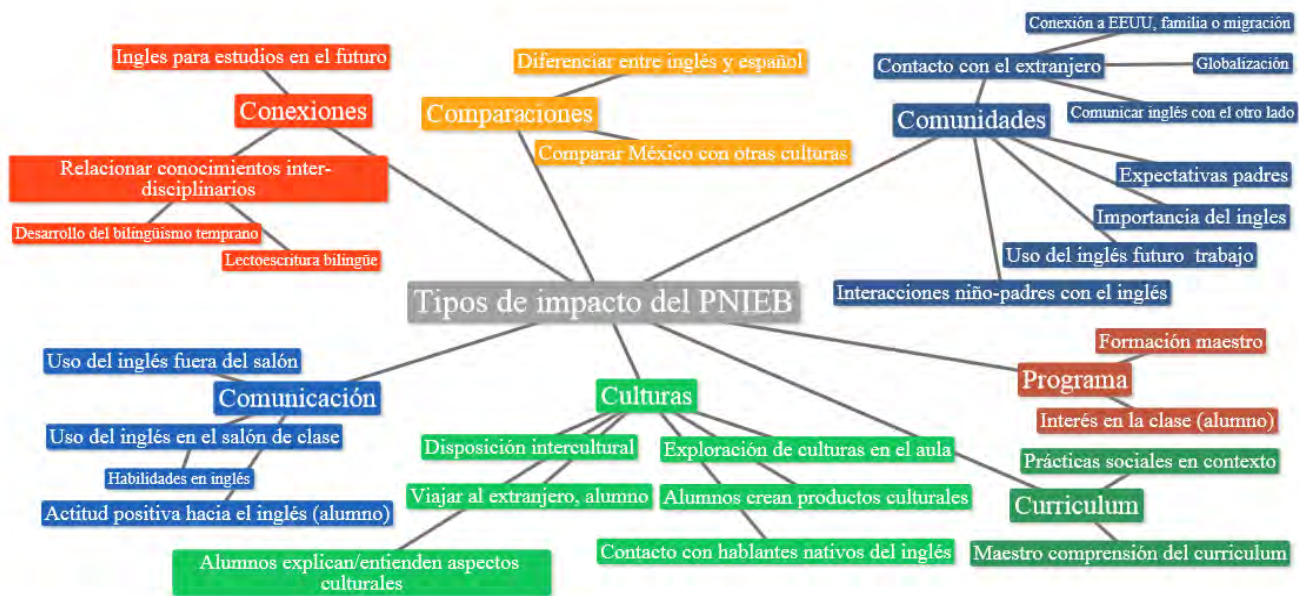 Ingles para estudios en el futuro
Conexiones
Relacionar conocimientos inter-
disciplinarios
Desarrollo del bilingüismo temprano
Lectoescritura bilingüe
Diferenciar entre inglés y español
Comparaciones
Comparar México con otras culturas
Conexión a EEUU, familia o migración
Contacto con el extranjero
Globalización
Comunidades
Comunicar inglés con el otro lado
Expectativas padres
Importancia del ingles
Uso del inglés futuro trabajo
Interacciones niño-padres con el inglés
Tipos de impacto del PNIEB
Uso del inglés fuera del salón
Comunicación
Uso del inglés en el salón de clase
Habilidades en inglés
Actitud positiva hacia el inglés (alumno)
Culturas
Disposición intercultural
Exploración de culturas en el aula
Viajar al extranjero, alumno
Alumnos crean productos culturales
Contacto con hablantes nativos del inglés
Alumnos explican/entienden aspectos
culturales
Formación maestro
Programa
Interés en la clase (alumno)
Prácticas sociales en contexto
Curriculum
Maestro comprensión del curriculum